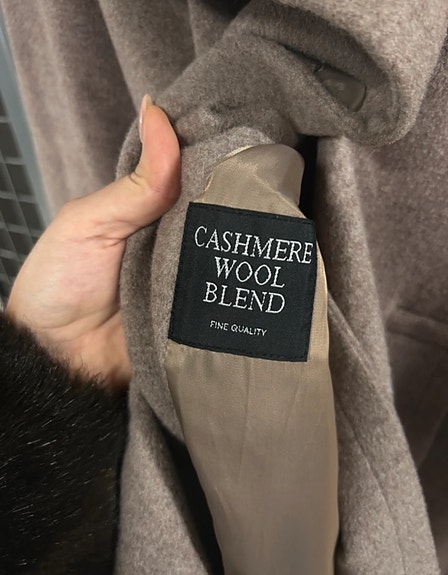 CASHMERE
WOOL
BLEND
FINE QUALITY